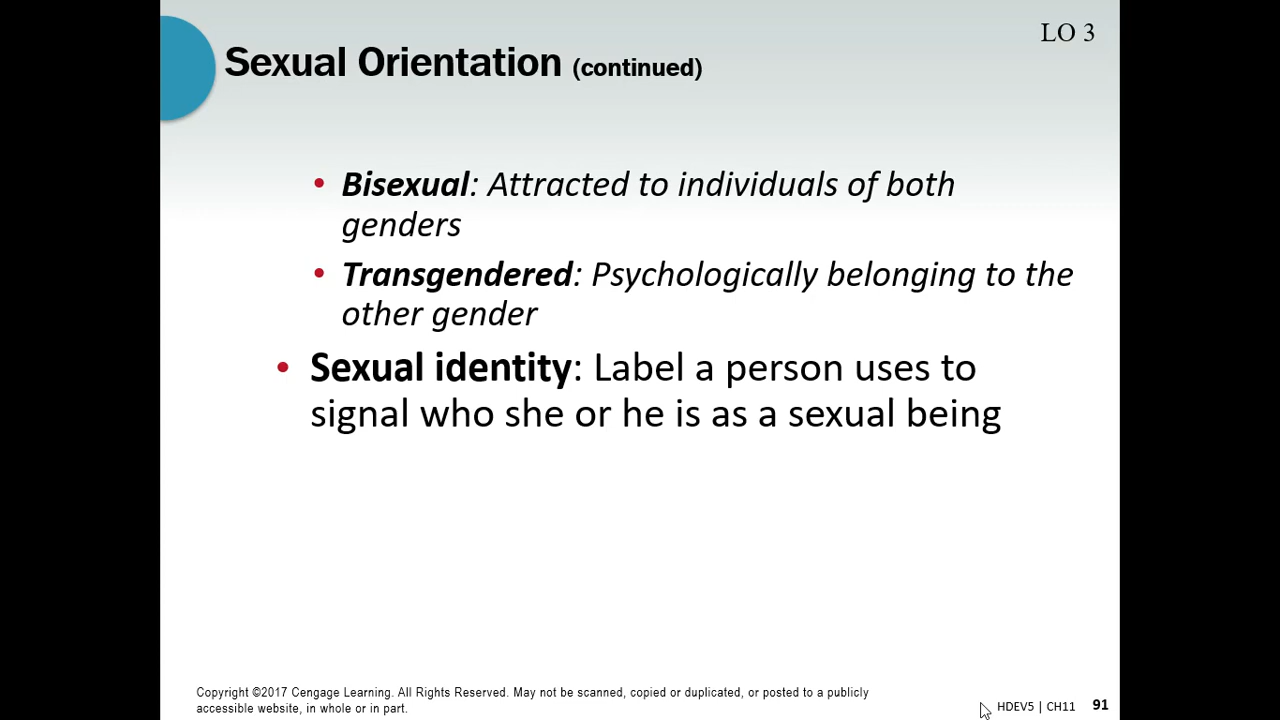 LO 3
Sexual Orientation (continued)
• Bisexual: Attracted to individuals of both
genders
• Transgendered: Psychologically belonging to the
other gender
• Sexual identity: Label a person uses to
signal who she or he is as a sexual being
Copyright ©2017 Cengage Learning. All Rights Reserved. May not be scanned, copied or duplicated, or posted to a publicly
accessible website, in whole or in part.
HDEV5 | CH11 91